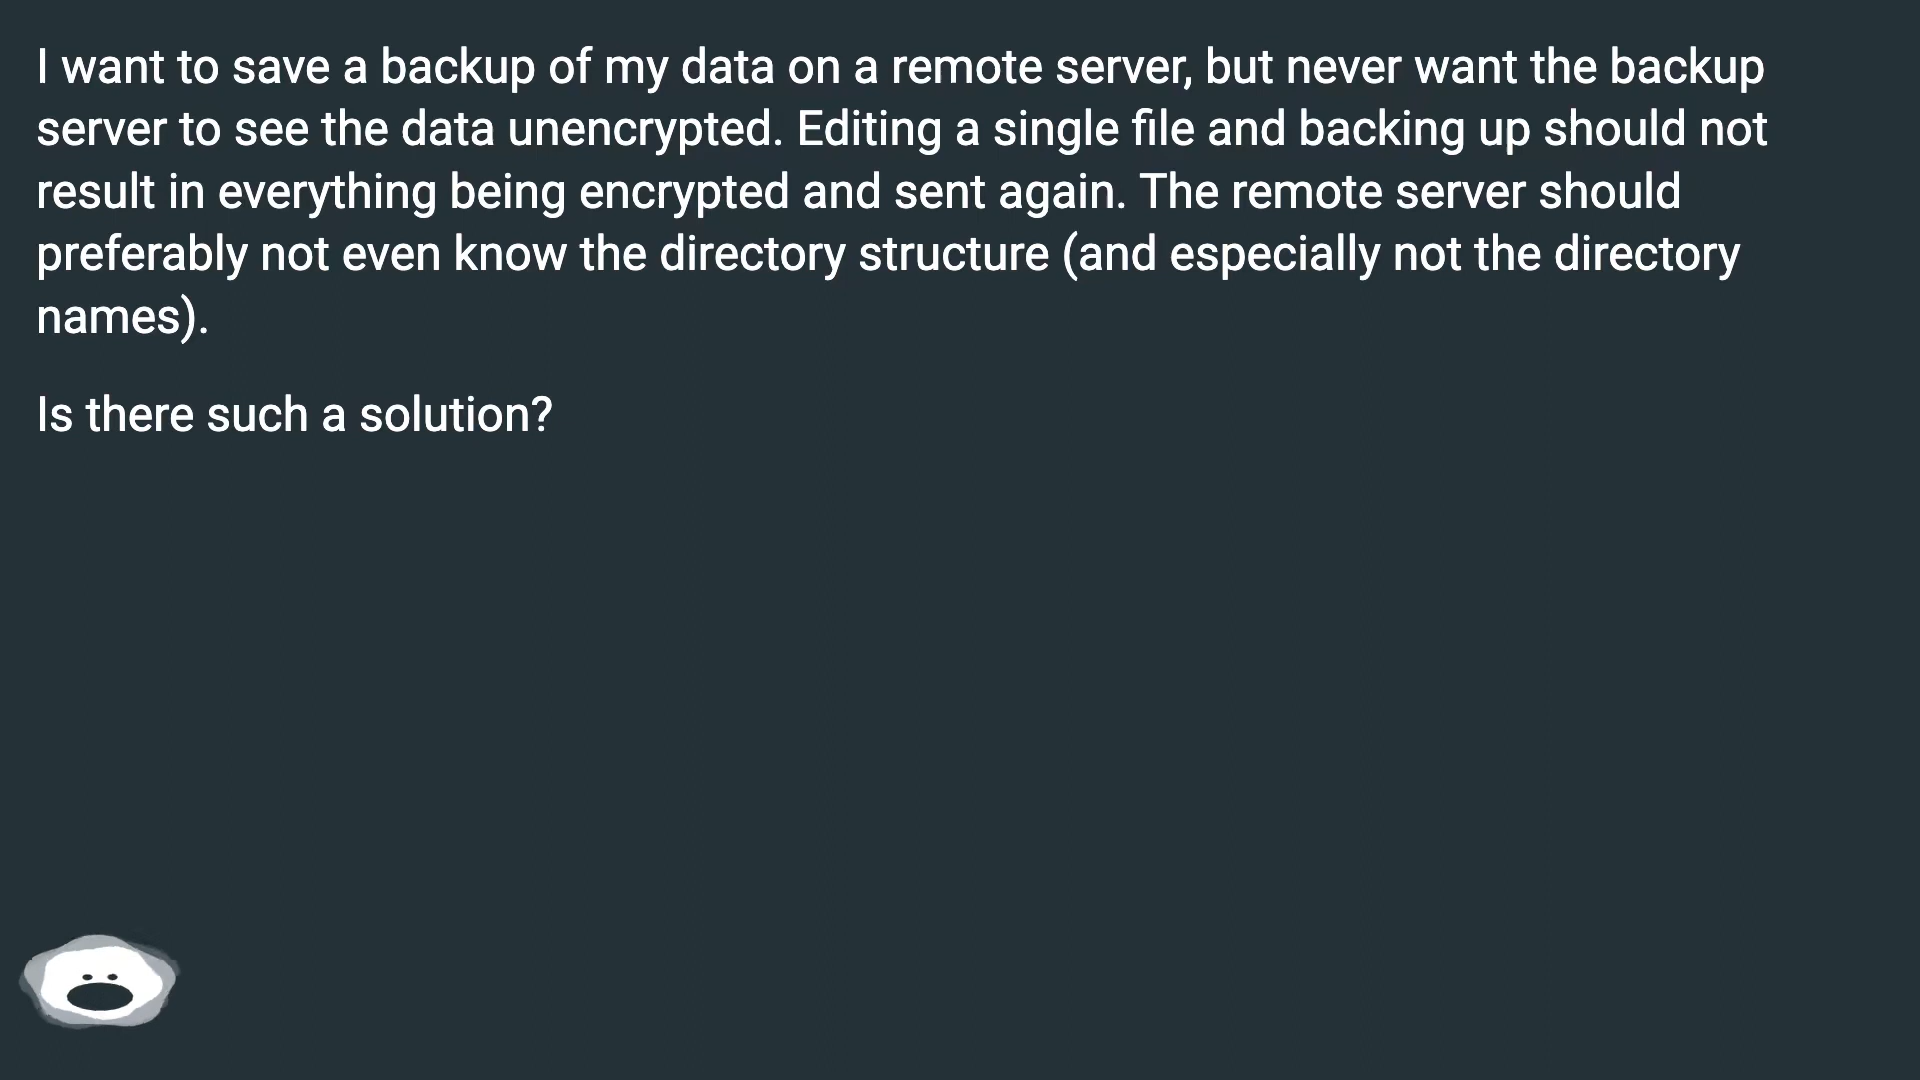 I want to save a backup of my data on a remote server, but never want the backup
server to see the data unencrypted. Editing a single file and backing up should not
result in everything being encrypted and sent again. The remote server should
preferably not even know the directory structure (and especially not the directory
names).
Is there such a solution?